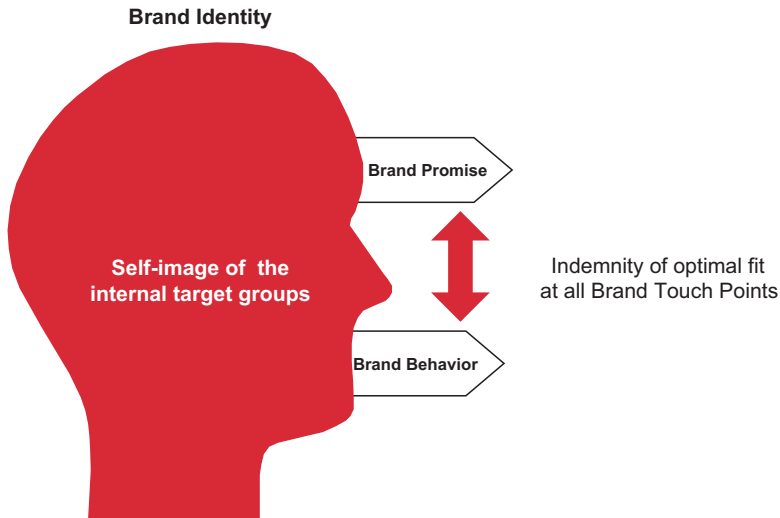 Brand Identity
Brand Promise
Self-image of the
internal target groups
Indemnity of optimal fit
at all Brand Touch Points
Brand Behavior